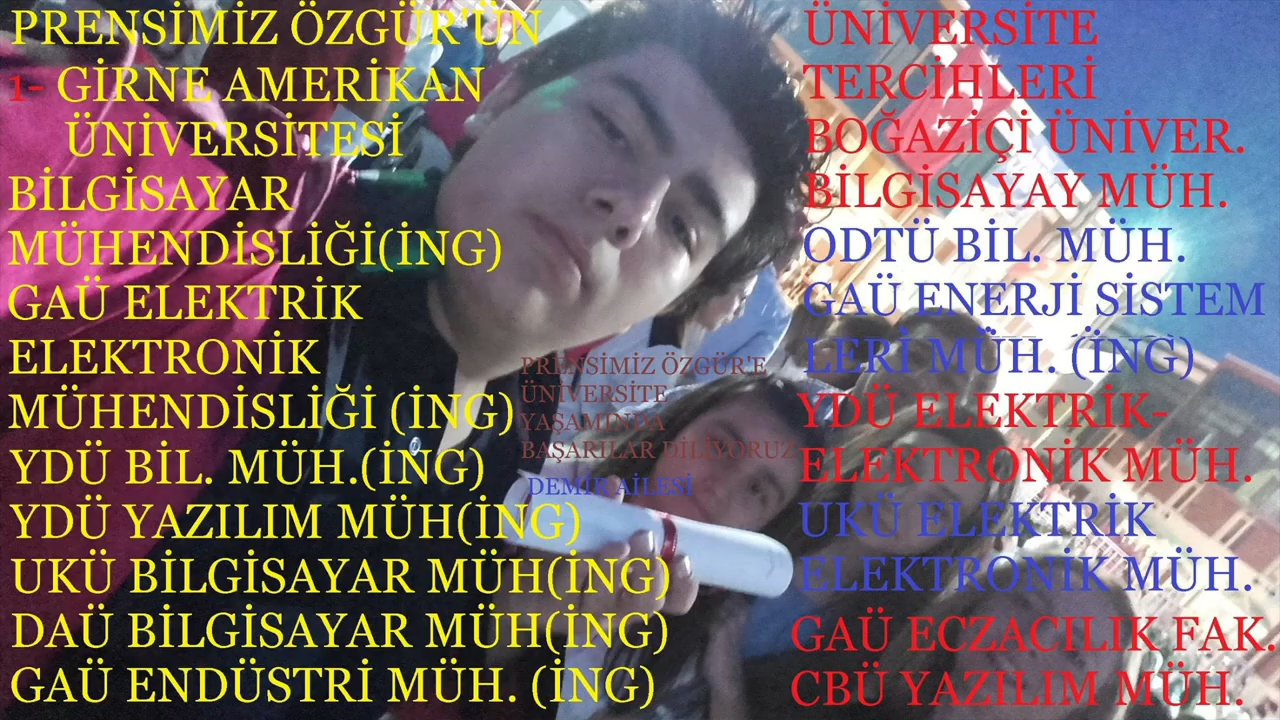 PRENSİMİZ ÖZGÜR'ÜN
1- GİRNE AMERİKAN
ÜNİVERSİTESİ
BİLGİSAYAR
MÜHENDİSLİĞİ(İNG)
GAÜ ELEKTRİK
ELEKTRONİK
MÜHENDİSLİĞİ (İNG)
YDÜ BİL. MÜH.(İNG)
YDÜ YAZILIM MÜH(İNG)
UKÜ BİLGİSAYAR MÜH(İNG)
DAÜ BİLGİSAYAR MÜH(İNG)
GAÜ ENDÜSTRİ MÜH. (İNG)
PRENSİMİZ ÖZGÜR'E
ÜNİVERSİTE
YAŞAMINDA
BAŞARILAR DİLİYORUZ
DEMİR AİLESİ
ÜNİVERSİTE
TERCİHLERİ
BOĞAZİÇİ ÜNİVER.
BİLGİSAYAY MÜH.
ODTÜ BİL. MÜH.
GAÜ ENERJİ SİSTEM
LERİ MÜH. (İNG)
YDÜ ELEKTRİK-
ELEKTRONİK MÜH.
UKÜ ELEKTRİK
ELEKTRONİK MÜH.
GAÜ ECZACILIK FAK.
CBÜ YAZILIM MÜH.